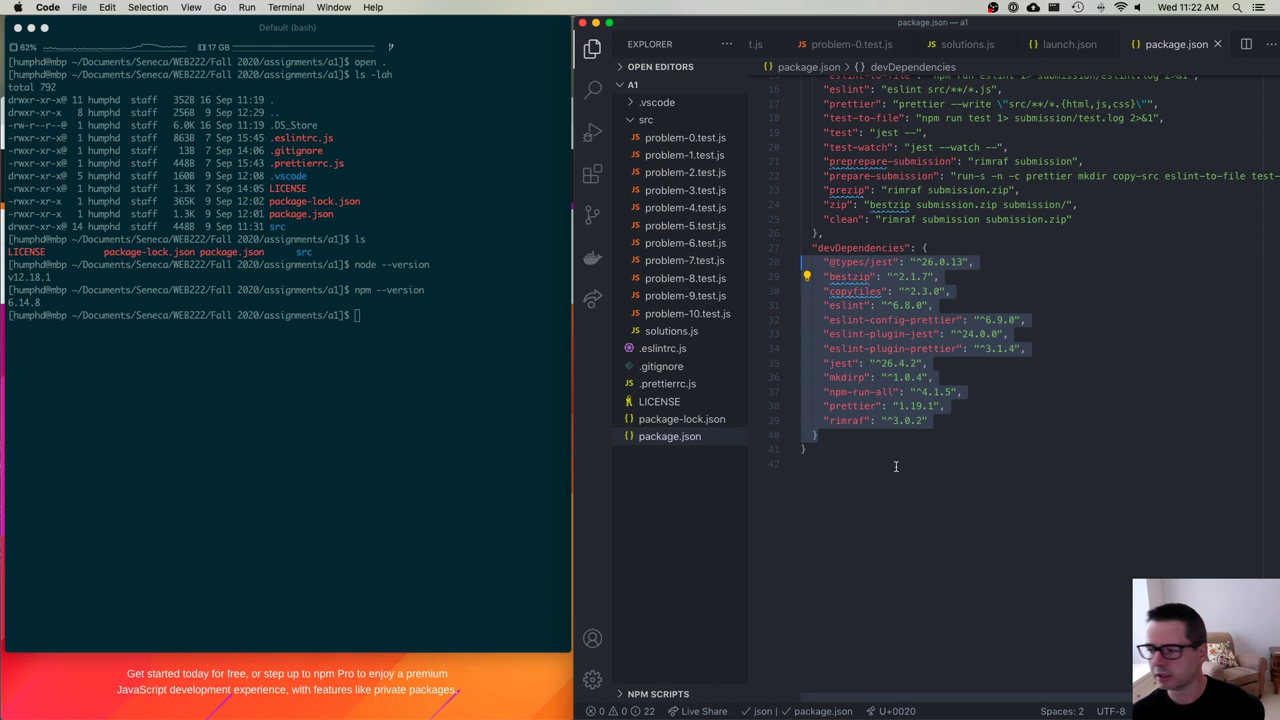 Code File Edit View Go Run Terminal Window Help
Wed 11:22 AM
Default (bash)
62% 17 GB
[humphd@mbp ~/Documents/Seneca/WEB222/Fall 2020/assignments/a1]$ open .
[humphd@mbp ~/Documents/Seneca/WEB222/Fall 2020/assignments/a1]$ ls -lah
total 792
drwxr-xr-x@ 11 humphd staff 352B 16 Sep 11:19 .
drwxr-xr-x 8 humphd staff 256B 9 Sep 12:29 ..
-rw-r--r--@ 1 humphd staff 6.0K 16 Sep 11:19 .DS_Store
-rwxr-xr-x@ 1 humphd staff 863B 7 Sep 15:45 .eslintrc.js
-rwxr-xr-x@ 1 humphd staff 13B 7 Sep 14:06 .gitignore
-rwxr-xr-x@ 1 humphd staff 448B 7 Sep 15:43 .prettierrc.js
drwxr-xr-x@ 5 humphd staff 160B 9 Sep 12:08 .vscode
-rwxr-xr-x@ 1 humphd staff 1.3K 7 Sep 14:05 LICENSE
-rwxr-xr-x@ 1 humphd staff 365K 9 Sep 12:02 package-lock.json
-rwxr-xr-x@ 1 humphd staff 1.3K 9 Sep 12:01 package.json
drwxr-xr-x@ 14 humphd staff 448B 9 Sep 11:31 src
[humphd@mbp ~/Documents/Seneca/WEB222/Fall 2020/assignments/a1]$ ls
LICENSE package-lock.json package.json src
[humphd@mbp ~/Documents/Seneca/WEB222/Fall 2020/assignments/a1]$ node --version
v12.18.1
[humphd@mbp ~/Documents/Seneca/WEB222/Fall 2020/assignments/a1]$ npm --version
6.14.8
[humphd@mbp ~/Documents/Seneca/WEB222/Fall 2020/assignments/a1]$
Get started today for free, or step up to npm Pro to enjoy a premium
JavaScript development experience, with features like private packages.
package.json — a1
EXPLORER
t.js problem-0.test.js solutions.js launch.json package.json
OPEN EDITORS
package.json > {} devDependencies
A1
.vscode
src
problem-0.test.js
problem-1.test.js
problem-2.test.js
problem-3.test.js
problem-4.test.js
problem-5.test.js
problem-6.test.js
problem-7.test.js
problem-8.test.js
problem-9.test.js
problem-10.test.js
solutions.js
.eslintrc.js
.gitignore
.prettierrc.js
LICENSE
package-lock.json
package.json
NPM SCRIPTS
15 "eslint-to-file": "npm run eslint 1> submission/eslint.log 2>&1",
16 "eslint": "eslint src/**/*.js",
17 "prettier": "prettier --write \"src/**/*.{html,js,css}\"",
18 "test-to-file": "npm run test 1> submission/test.log 2>&1",
19 "test": "jest --",
20 "test-watch": "jest --watch --",
21 "preprepare-submission": "rimraf submission",
22 "prepare-submission": "run-s -n -c prettier mkdir copy-src eslint-to-file test-
23 "prezip": "rimraf submission.zip",
24 "zip": "bestzip submission.zip submission/",
25 "clean": "rimraf submission submission.zip"
26 },
27 "devDependencies": {
28 "@types/jest": "^26.0.13",
29 "bestzip": "^2.1.7",
30 "copyfiles": "^2.3.0",
31 "eslint": "^6.8.0",
32 "eslint-config-prettier": "^6.9.0",
33 "eslint-plugin-jest": "^24.0.0",
34 "eslint-plugin-prettier": "^3.1.4",
35 "jest": "^26.4.2",
36 "mkdirp": "^1.0.4",
37 "npm-run-all": "^4.1.5",
38 "prettier": "1.19.1",
39 "rimraf": "^3.0.2"
40 }
41 }
42
0 0 22 Live Share json | package.json U+0020 Spaces: 2 UTF-8